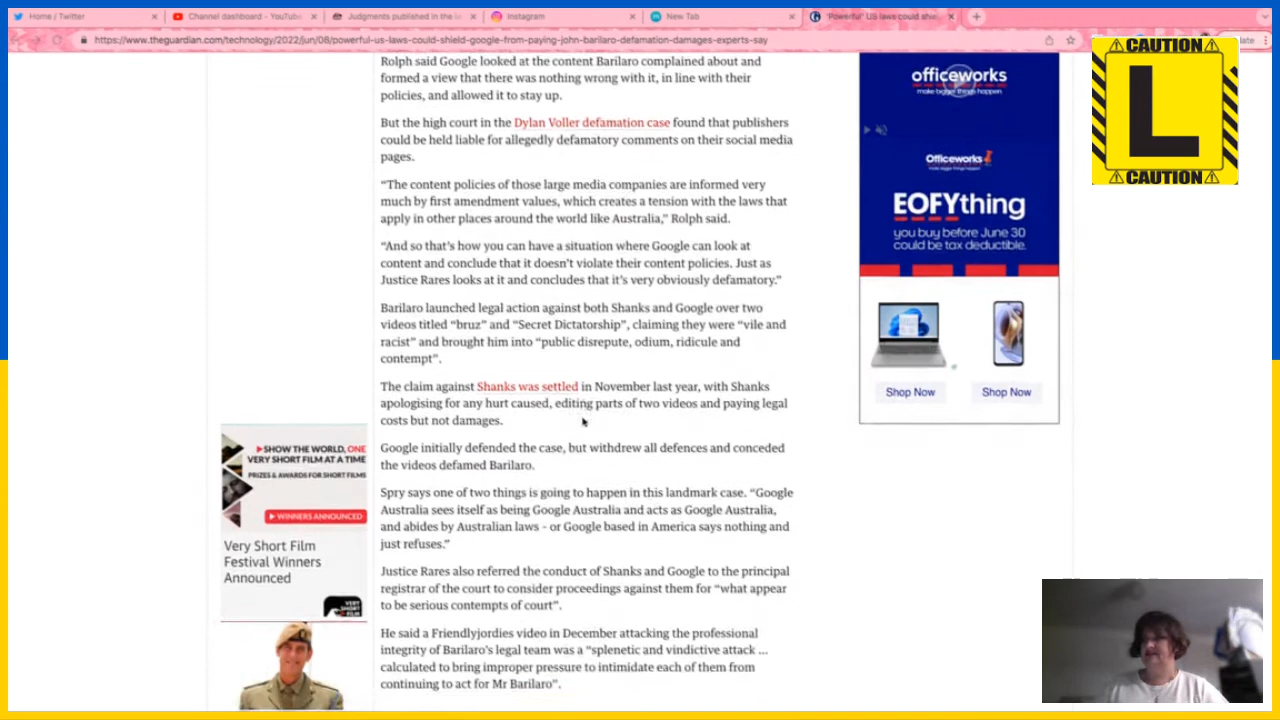 Home / Twitter
Channel dashboard - YouTube
Judgments published in the
Instagram
New Tab
'Powerful' US laws could
https://www.theguardian.com/technology/2022/jun/08/powerful-us-laws-could-shield-google-from-paying-john-barilaro-defamation-damages-experts-say
⚠CAUTION⚠
L
⚠CAUTION⚠
Rolph said Google looked at the content Barilaro complained about and
formed a view that there was nothing wrong with it, in line with their
policies, and allowed it to stay up.
But the high court in the Dylan Voller defamation case found that publishers
could be held liable for allegedly defamatory comments on their social media
pages.
“The content policies of those large media companies are informed very
much by first amendment values, which creates a tension with the laws that
apply in other places around the world like Australia,” Rolph said.
“And so that’s how you can have a situation where Google can look at
content and conclude that it doesn’t violate their content policies. Just as
Justice Rares looks at it and concludes that it’s very obviously defamatory.”
Barilaro launched legal action against both Shanks and Google over two
videos titled “bruz” and “Secret Dictatorship”, claiming they were “vile and
racist” and brought him into “public disrepute, odium, ridicule and
contempt”.
The claim against Shanks was settled in November last year, with Shanks
apologising for any hurt caused, editing parts of two videos and paying legal
costs but not damages.
Google initially defended the case, but withdrew all defences and conceded
the videos defamed Barilaro.
Spry says one of two things is going to happen in this landmark case. “Google
Australia sees itself as being Google Australia and acts as Google Australia,
and abides by Australian laws – or Google based in America says nothing and
just refuses.”
Justice Rares also referred the conduct of Shanks and Google to the principal
registrar of the court to consider proceedings against them for “what appear
to be serious contempts of court”.
He said a Friendlyjordies video in December attacking the professional
integrity of Barilaro’s legal team was a “splenetic and vindictive attack ...
calculated to bring improper pressure to intimidate each of them from
continuing to act for Mr Barilaro”.
officeworks
make bigger things happen
Officeworks
EOFYthing
you buy before June 30
could be tax deductible.
Shop Now
Shop Now
SHOW THE WORLD, ONE
VERY SHORT FILM AT A TIME
PRIZES & AWARDS FOR SHORT FILMS
WINNERS ANNOUNCED
Very Short Film
Festival Winners
Announced
VERY
SHORT
FILM